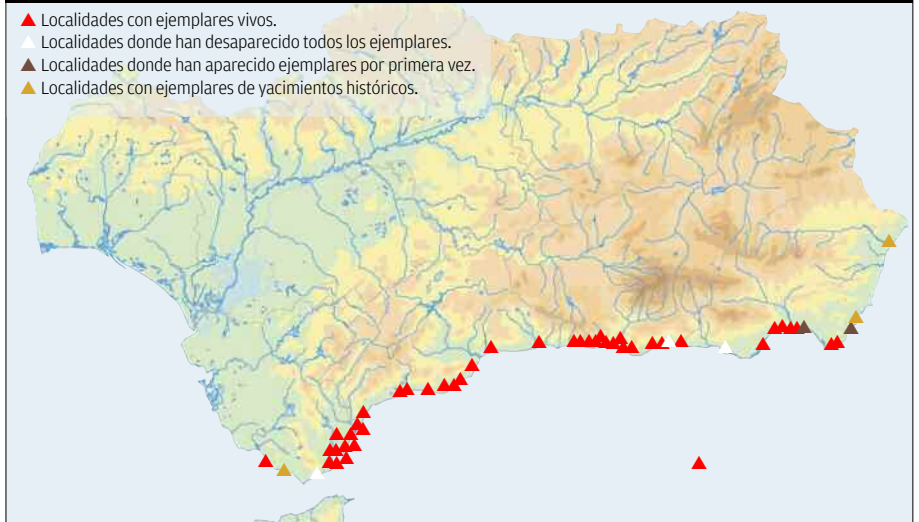 Localidades con ejemplares vivos.
Localidades donde han desaparecido todos los ejemplares.
Localidades donde han aparecido ejemplares por primera vez.
Localidades con ejemplares de yacimientos históricos.